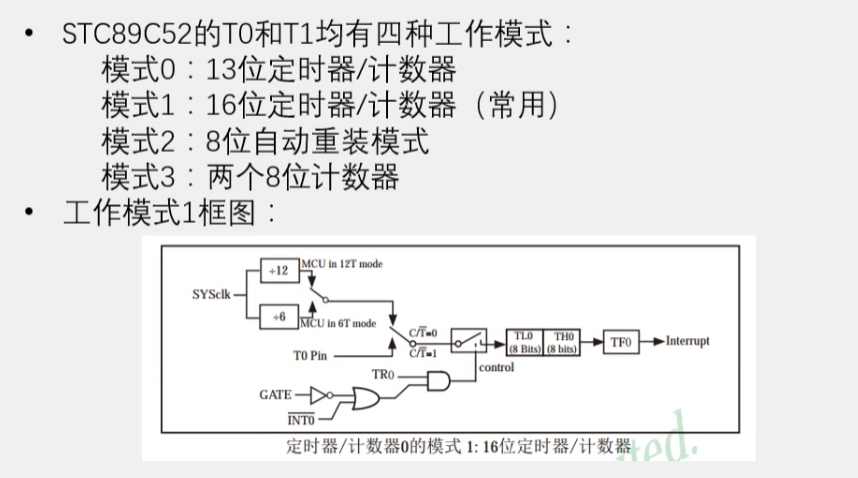 • STC89C52的T0和T1均有四种工作模式：
模式0：13位定时器/计数器
模式1：16位定时器/计数器（常用）
模式2：8位自动重装模式
模式3：两个8位计数器
• 工作模式1框图：
÷12
MCU in 12T mode
SYSclk
÷6
MCU in 6T mode
C/T̅=0
TL0
(8 Bits)
TH0
(8 bits)
TF0
Interrupt
T0 Pin
C/T̅=1
control
TR0
GATE
I̅N̅T̅0̅
定时器/计数器0的模式 1: 16位定时器/计数器